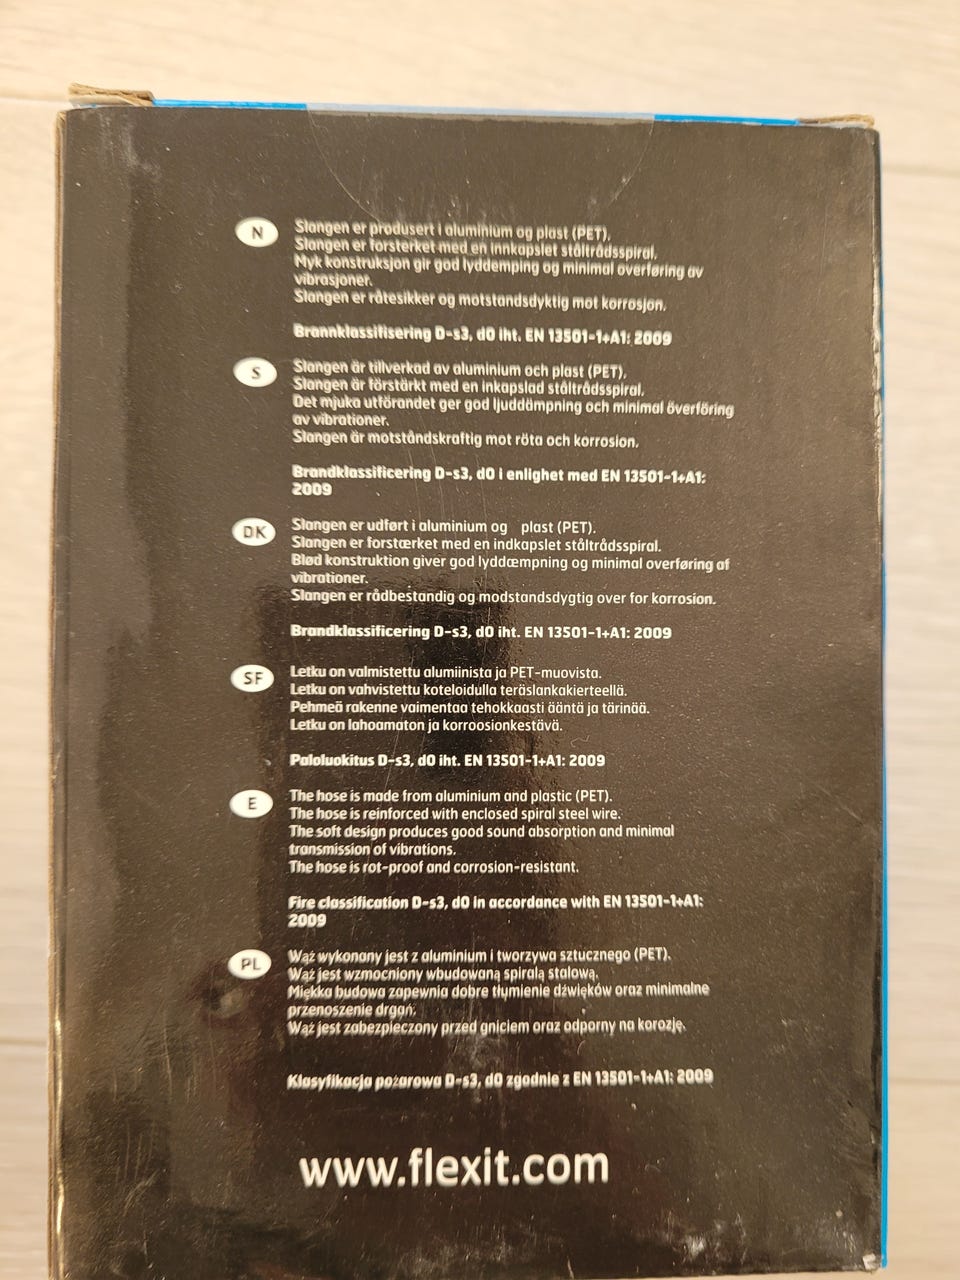 N
Slangen er produsert i aluminium og plast (PET).
Slangen er forsterket med en innkapslet ståltrådsspiral.
Myk konstruksjon gir god lyddemping og minimal overføring av
vibrasjoner.
Slangen er råtesikker og motstandsdyktig mot korrosjon.
Brannklassifisering D-s3, d0 iht. EN 13501-1+A1: 2009
S
Slangen är tillverkad av aluminium och plast (PET).
Slangen är förstärkt med en inkapslad ståltrådsspiral.
Det mjuka utförandet ger god ljuddämpning och minimal överföring
av vibrationer.
Slangen är motståndskraftig mot röta och korrosion.
Brandklassificering D-s3, d0 i enlighet med EN 13501-1+A1:
2009
DK
Slangen er udført i aluminium og plast (PET).
Slangen er forstærket med en indkapslet ståltrådsspiral.
Blød konstruktion giver god lyddæmpning og minimal overføring af
vibrationer.
Slangen er rådbestandig og modstandsdygtig over for korrosion.
Brandklassificering D-s3, d0 iht. EN 13501-1+A1: 2009
SF
Letku on valmistettu alumiinista ja PET-muovista.
Letku on vahvistettu koteloidulla teräslankakierteellä.
Pehmeä rakenne vaimentaa tehokkaasti ääntä ja tärinää.
Letku on lahoamaton ja korroosionkestävä.
Paloluokitus D-s3, d0 iht. EN 13501-1+A1: 2009
E
The hose is made from aluminium and plastic (PET).
The hose is reinforced with enclosed spiral steel wire.
The soft design produces good sound absorption and minimal
transmission of vibrations.
The hose is rot-proof and corrosion-resistant.
Fire classification D-s3, d0 in accordance with EN 13501-1+A1:
2009
PL
Wąż wykonany jest z aluminium i tworzywa sztucznego (PET).
Wąż jest wzmocniony wbudowaną spiralą stalową.
Miękka budowa zapewnia dobre tłumienie dźwięków oraz minimalne
przenoszenie drgań.
Wąż jest zabezpieczony przed gniciem oraz odporny na korozję.
Klasyfikacja pożarowa D-s3, d0 zgodnie z EN 13501-1+A1: 2009
www.flexit.com